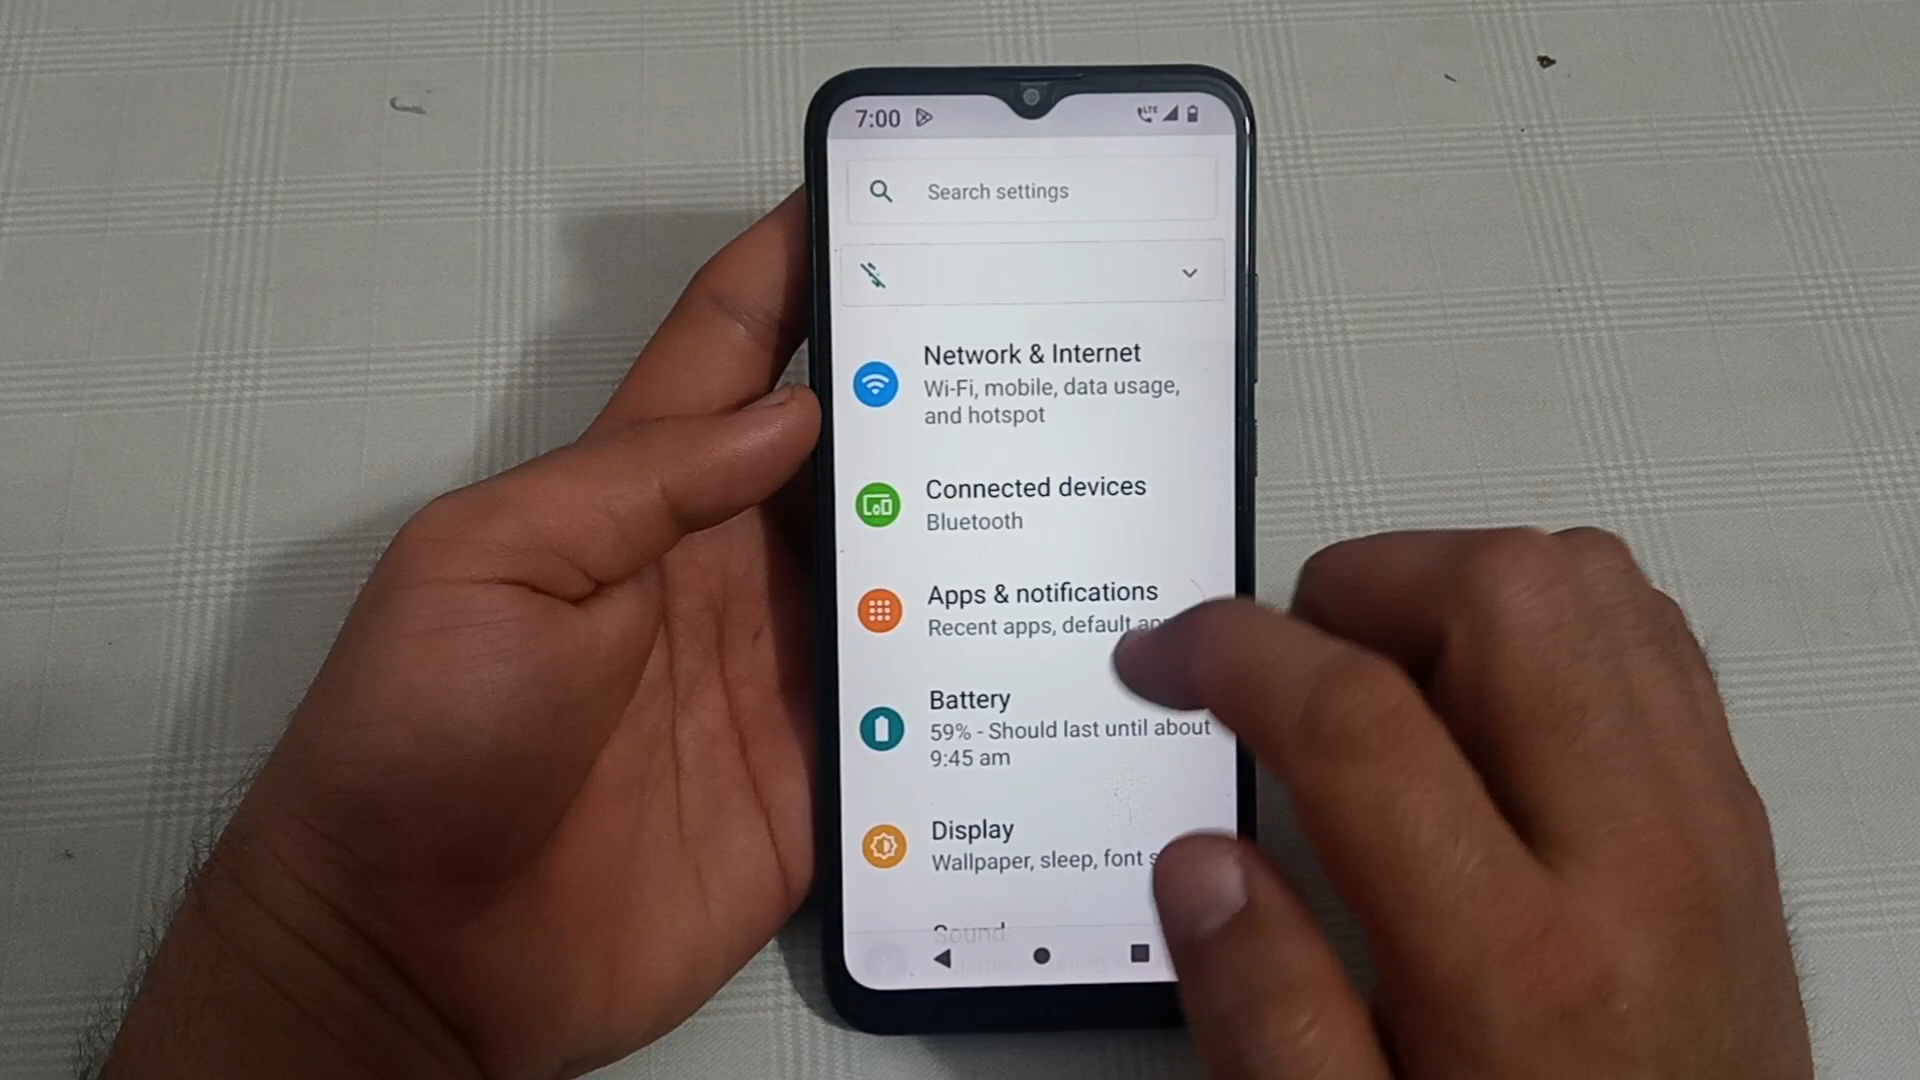 7:00
LTE
Search settings
Network & Internet
Wi-Fi, mobile, data usage,
and hotspot
Connected devices
Bluetooth
Apps & notifications
Recent apps, default
Battery
59% - Should last until about
9:45 am
Display
Wallpaper, sleep, font
Sound